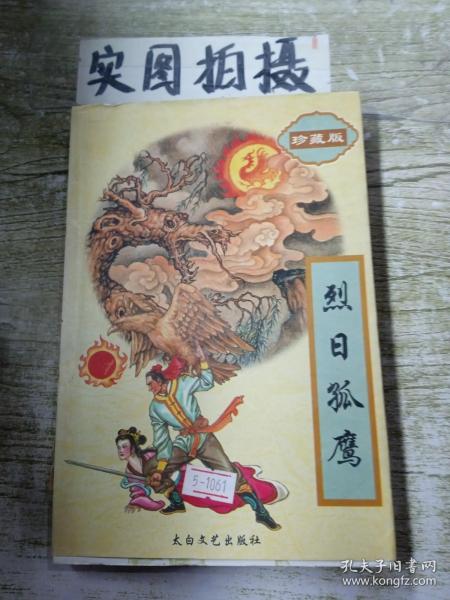 实图拍摄
珍藏版
烈日孤鹰
5-1061
太白文艺出版社
孔夫子旧书网
www.kongfz.com